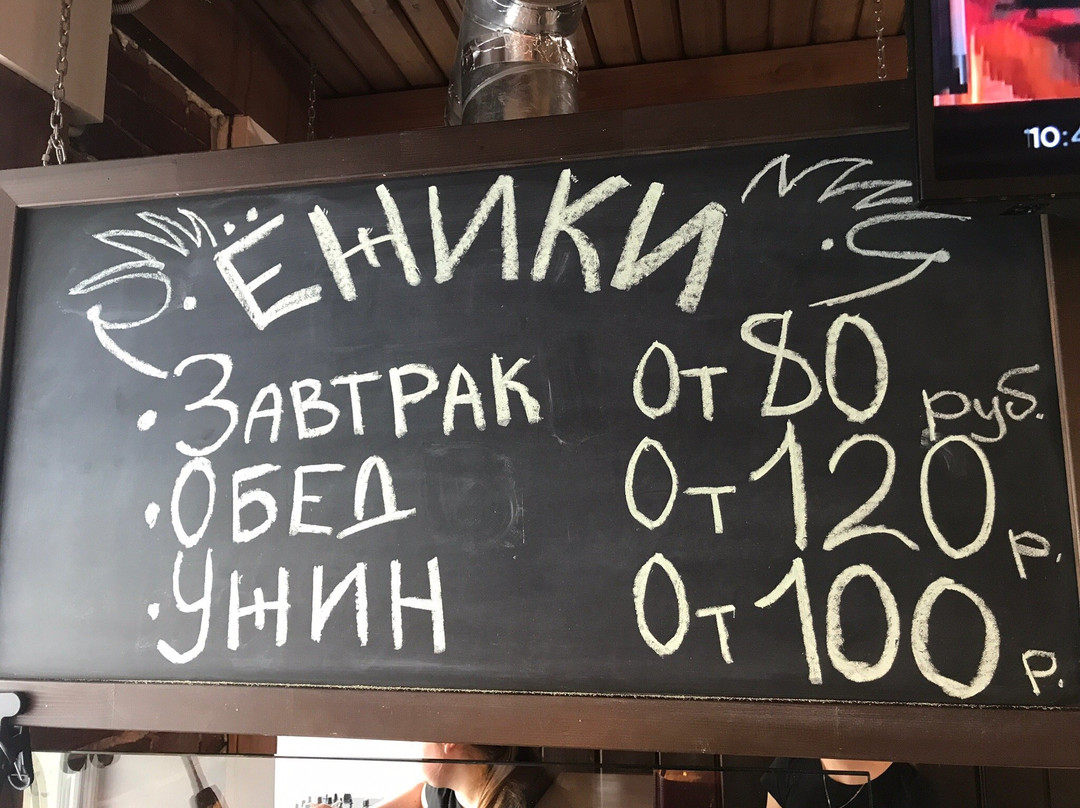 ЁЖИКИ
• ЗАВТРАК от 80 руб.
• ОБЕД от 120 р.
• УЖИН от 100 р.